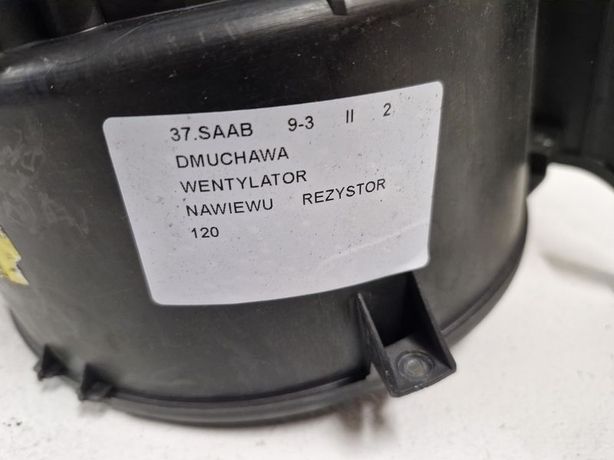 37.SAAB 9-3 II 2
DMUCHAWA
WENTYLATOR
NAWIEWU REZYSTOR
120